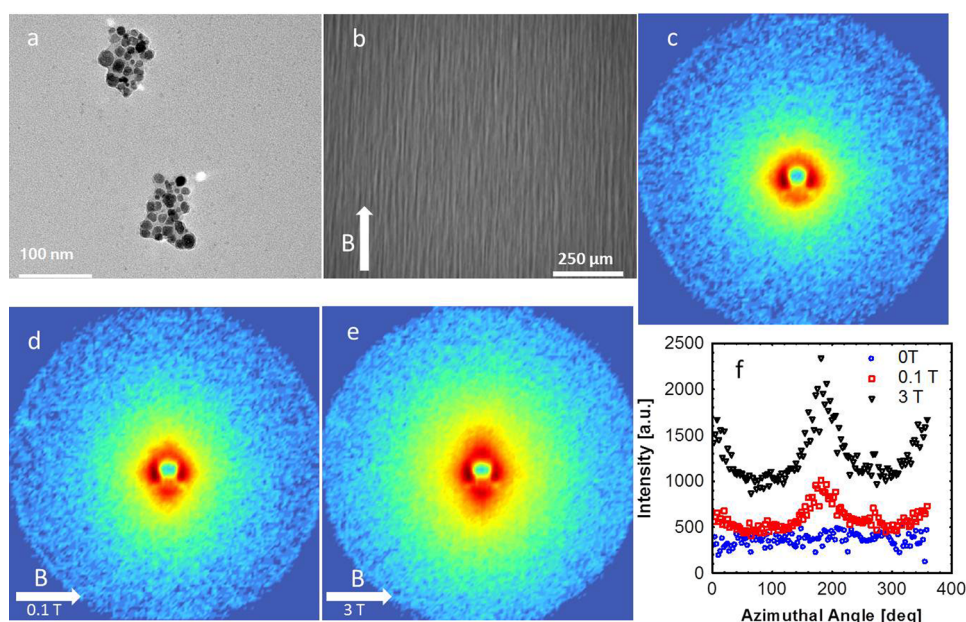 a
100 nm
b
B
250 µm
c
d
B
0.1 T
e
B
3 T
f
0T
0.1 T
3 T
2500
2000
1500
1000
500
0
Intensity [a.u.]
0 100 200 300 400
Azimuthal Angle [deg]